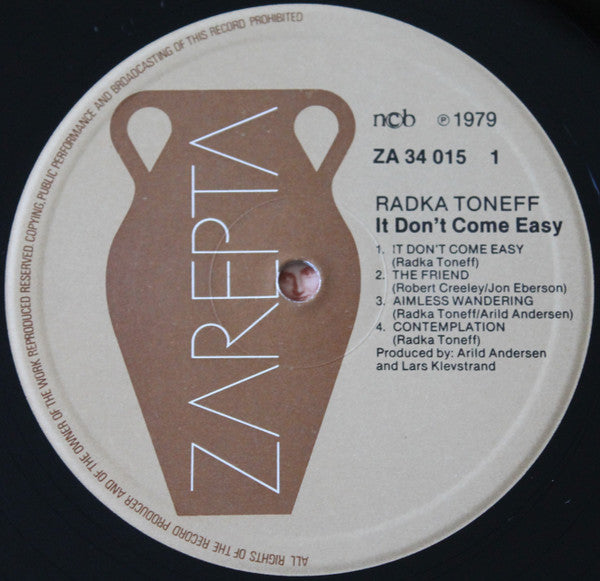 ALL RIGHTS OF THE RECORD PRODUCER AND OF THE OWNER OF THE WORK REPRODUCED RESERVED. COPYING, PUBLIC PERFORMANCE AND BROADCASTING OF THIS RECORD PROHIBITED
ZAREPTA
ncb ℗ 1979
ZA 34 015 1
RADKA TONEFF
It Don't Come Easy
1. IT DON'T COME EASY
(Radka Toneff)
2. THE FRIEND
(Robert Creeley/Jon Eberson)
3. AIMLESS WANDERING
(Radka Toneff/Arild Andersen)
4. CONTEMPLATION
(Radka Toneff)
Produced by: Arild Andersen
and Lars Klevstrand